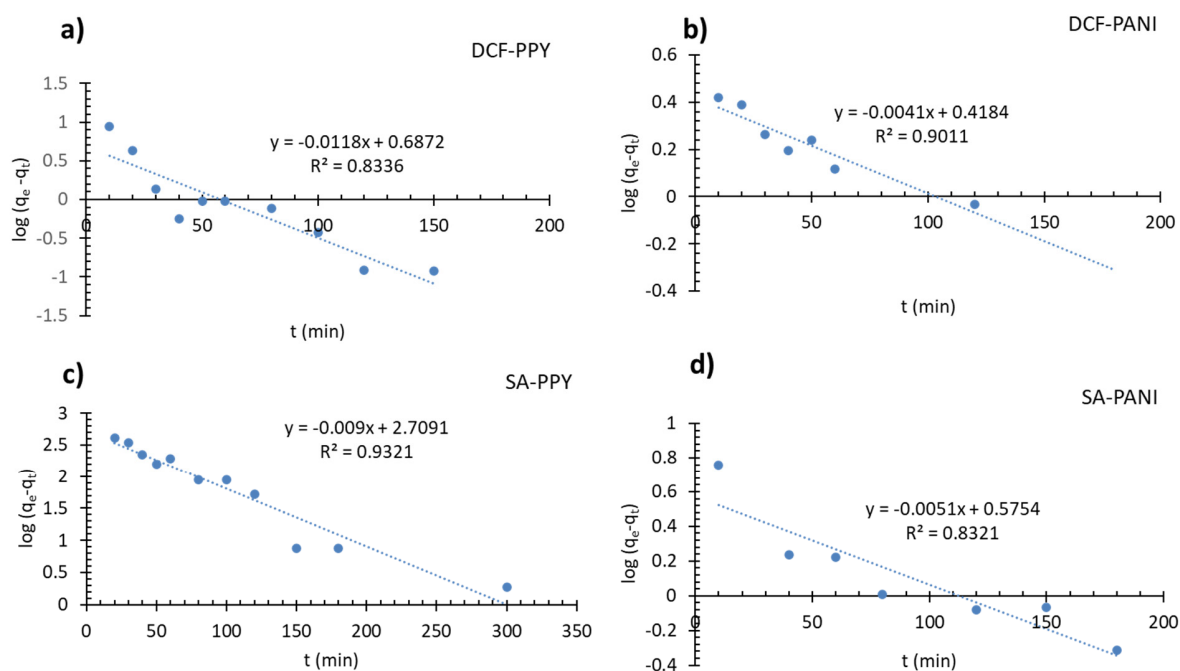 a)
DCF-PPY
1.5
1
0.5
0
-0.5
-1
-1.5
0 50 100 150 200
y = -0.0118x + 0.6872
R² = 0.8336
log (qₑ -qₜ)
t (min)
b)
DCF-PANI
0.6
0.4
0.2
0
-0.2
-0.4
0 50 100 150 200
y = -0.0041x + 0.4184
R² = 0.9011
log (qₑ-qₜ)
t (min)
c)
SA-PPY
3
2.5
2
1.5
1
0.5
0
0 50 100 150 200 250 300 350
y = -0.009x + 2.7091
R² = 0.9321
log (qₑ-qₜ)
t (min)
d)
SA-PANI
1
0.8
0.6
0.4
0.2
0
-0.2
-0.4
0 50 100 150 200
y = -0.0051x + 0.5754
R² = 0.8321
log (qₑ-qₜ)
t (min)